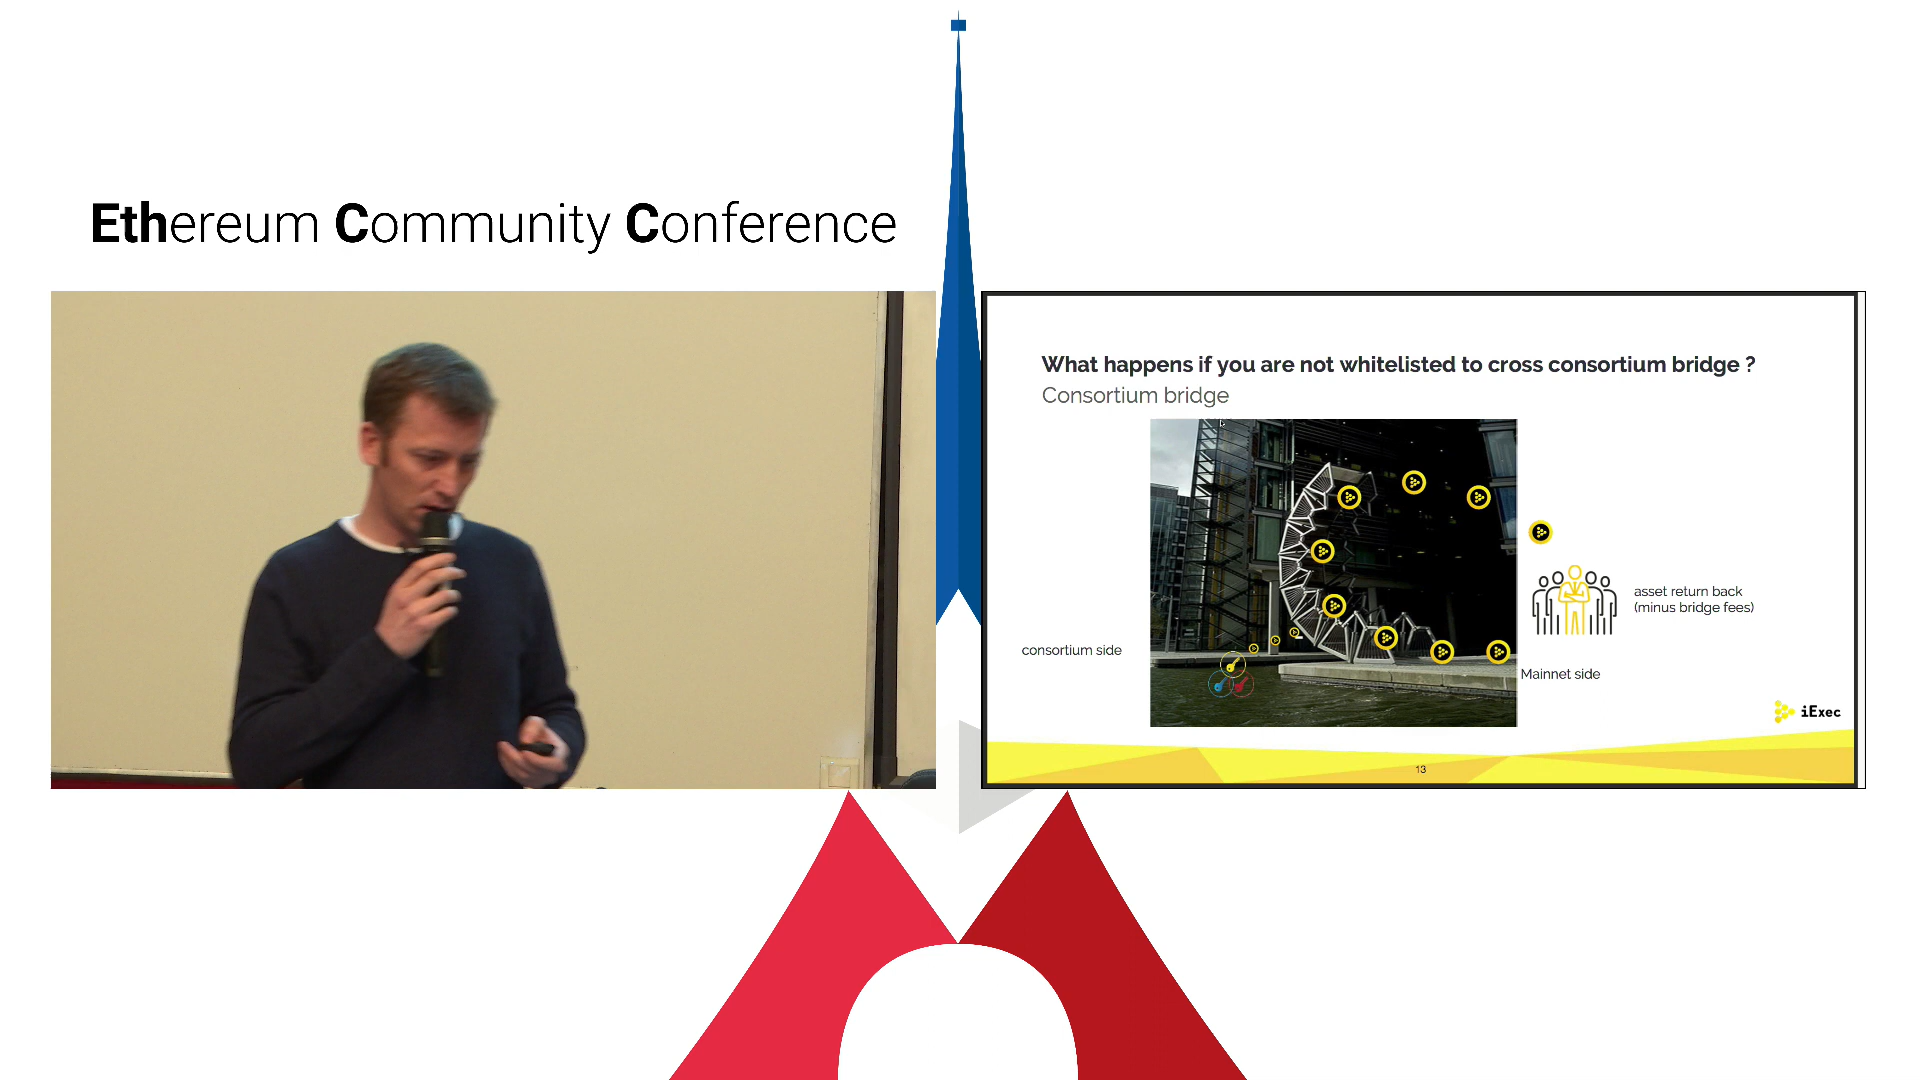 Ethereum Community Conference
What happens if you are not whitelisted to cross consortium bridge ?
Consortium bridge
asset return back
(minus bridge fees)
consortium side
Mainnet side
iExec
13